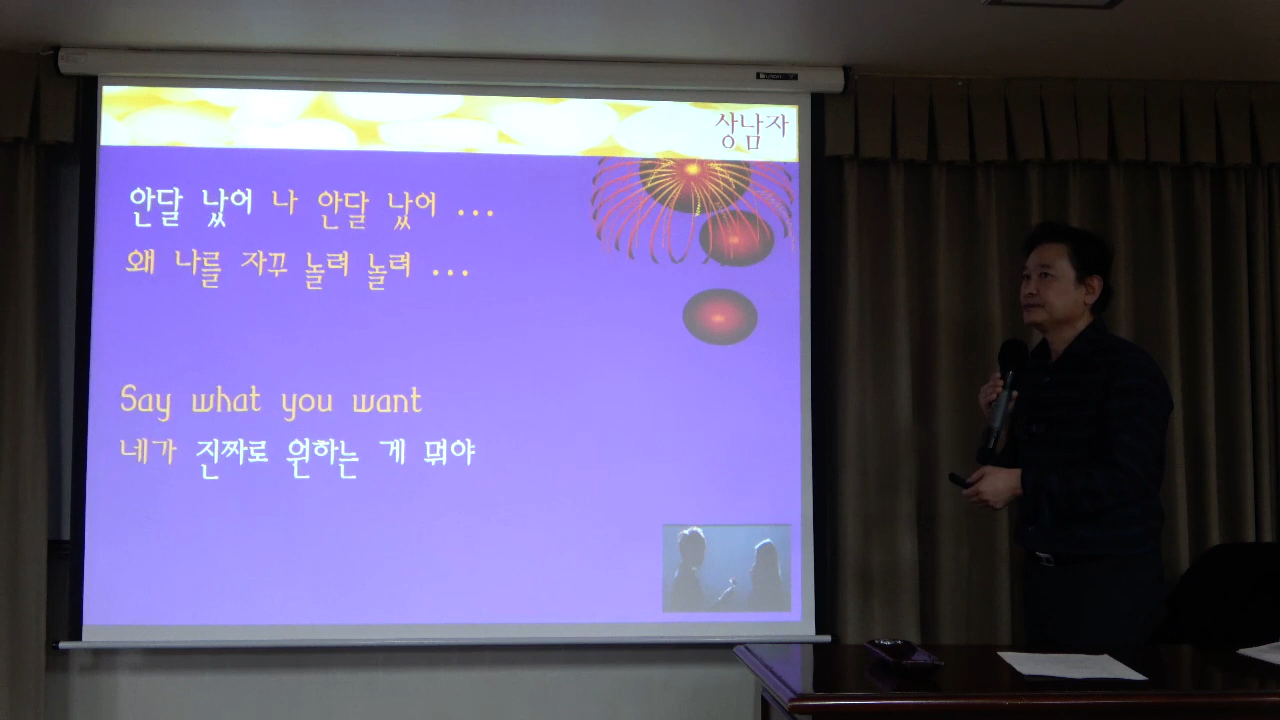 상남자
안달 났어 나 안달 났어 ...
왜 나를 자꾸 놀려 놀려 ...
Say what you want
네가 진짜로 원하는 게 뭐야